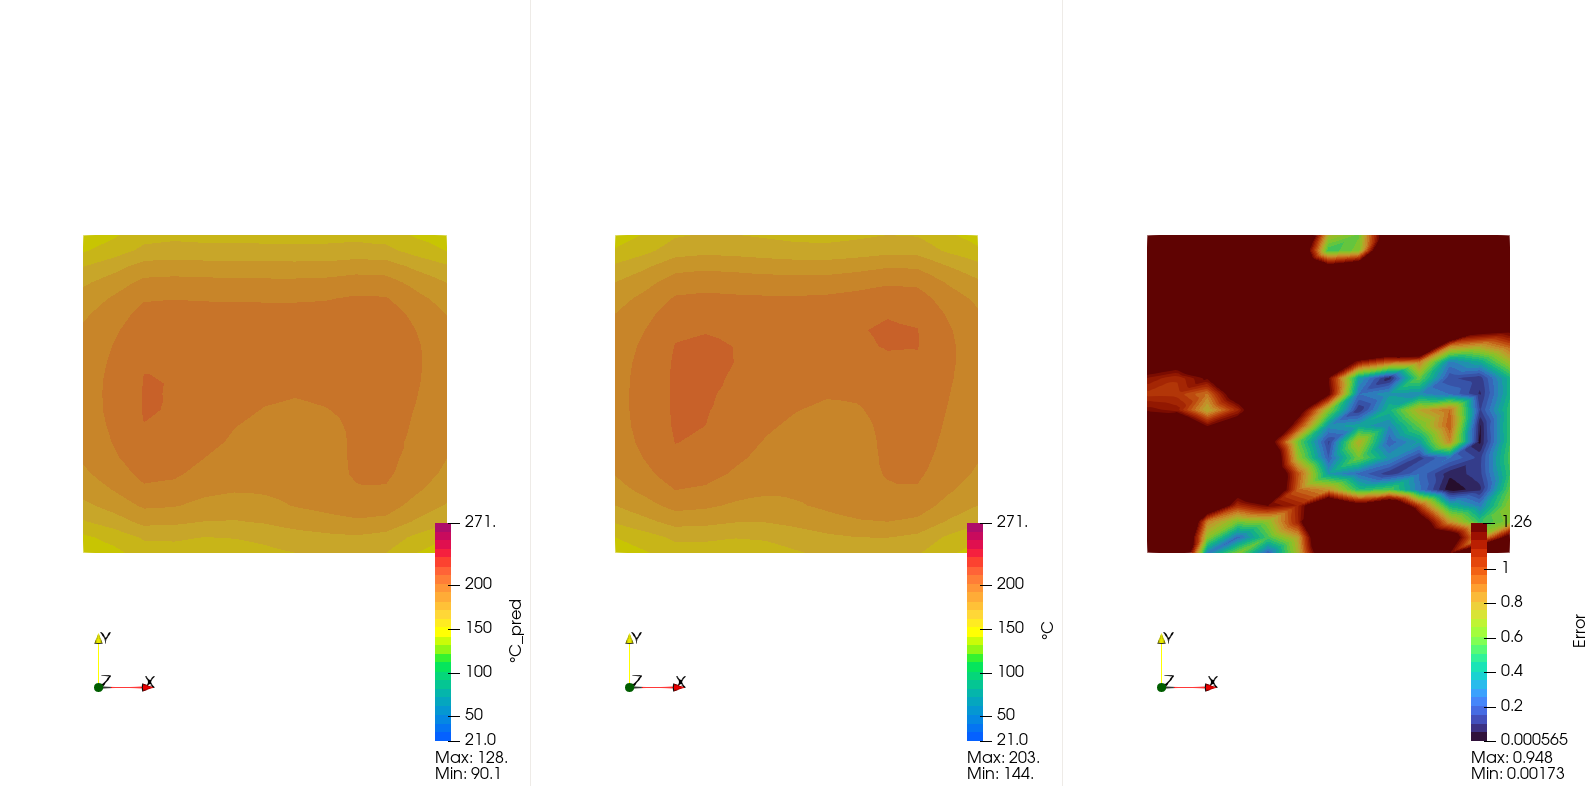 271.
200
150
100
50
21.0
°C_pred
Max: 128.
Min: 90.1
Y
Z
X
271.
200
150
100
50
21.0
°C
Max: 203.
Min: 144.
Y
Z
X
1.26
1
0.8
0.6
0.4
0.2
0.000565
Error
Max: 0.948
Min: 0.00173
Y
Z
X